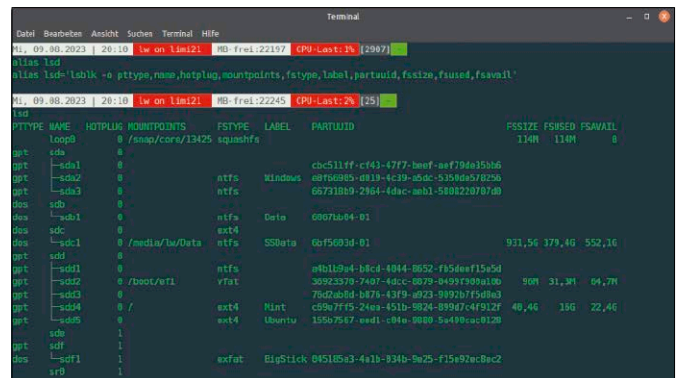 Terminal
Datei Bearbeiten Ansicht Suchen Terminal Hilfe
Mi, 09.08.2023 | 20:10 lw on limi21 MB-frei:22197 CPU-Last:1% [2907] ~
alias lsd
alias lsd='lsblk -o pttype,name,hotplug,mountpoints,fstype,label,partuuid,fssize,fsused,fsavail'
Mi, 09.08.2023 | 20:10 lw on limi21 MB-frei:22245 CPU-Last:2% [25] ~
lsd
PTTYPE NAME HOTPLUG MOUNTPOINTS FSTYPE LABEL PARTUUID FSSIZE FSUSED FSAVAIL
loop0 0 /snap/core/13425 squashfs 114M 114M 0
gpt sda 0
gpt ├─sda1 0
gpt ├─sda2 0 ntfs Windows
gpt └─sda3 0 ntfs
dos sdb 0
dos └─sdb1 0 ntfs Data
dos sdc 0 ext4
dos └─sdc1 0 /media/lw/Data ntfs SSData 6bf5603d-01 931,5G 379,4G 552,1G
gpt sdd 0
gpt ├─sdd1 0 ntfs
gpt ├─sdd2 0 /boot/efi vfat 96M 31,3M 64,7M
gpt ├─sdd3 0
gpt ├─sdd4 0 / ext4 Mint 40,4G 16G 22,4G
gpt └─sdd5 0 ext4 Ubuntu
sde 1
gpt sdf 1
dos └─sdf1 1 exfat BigStick
sr0 1